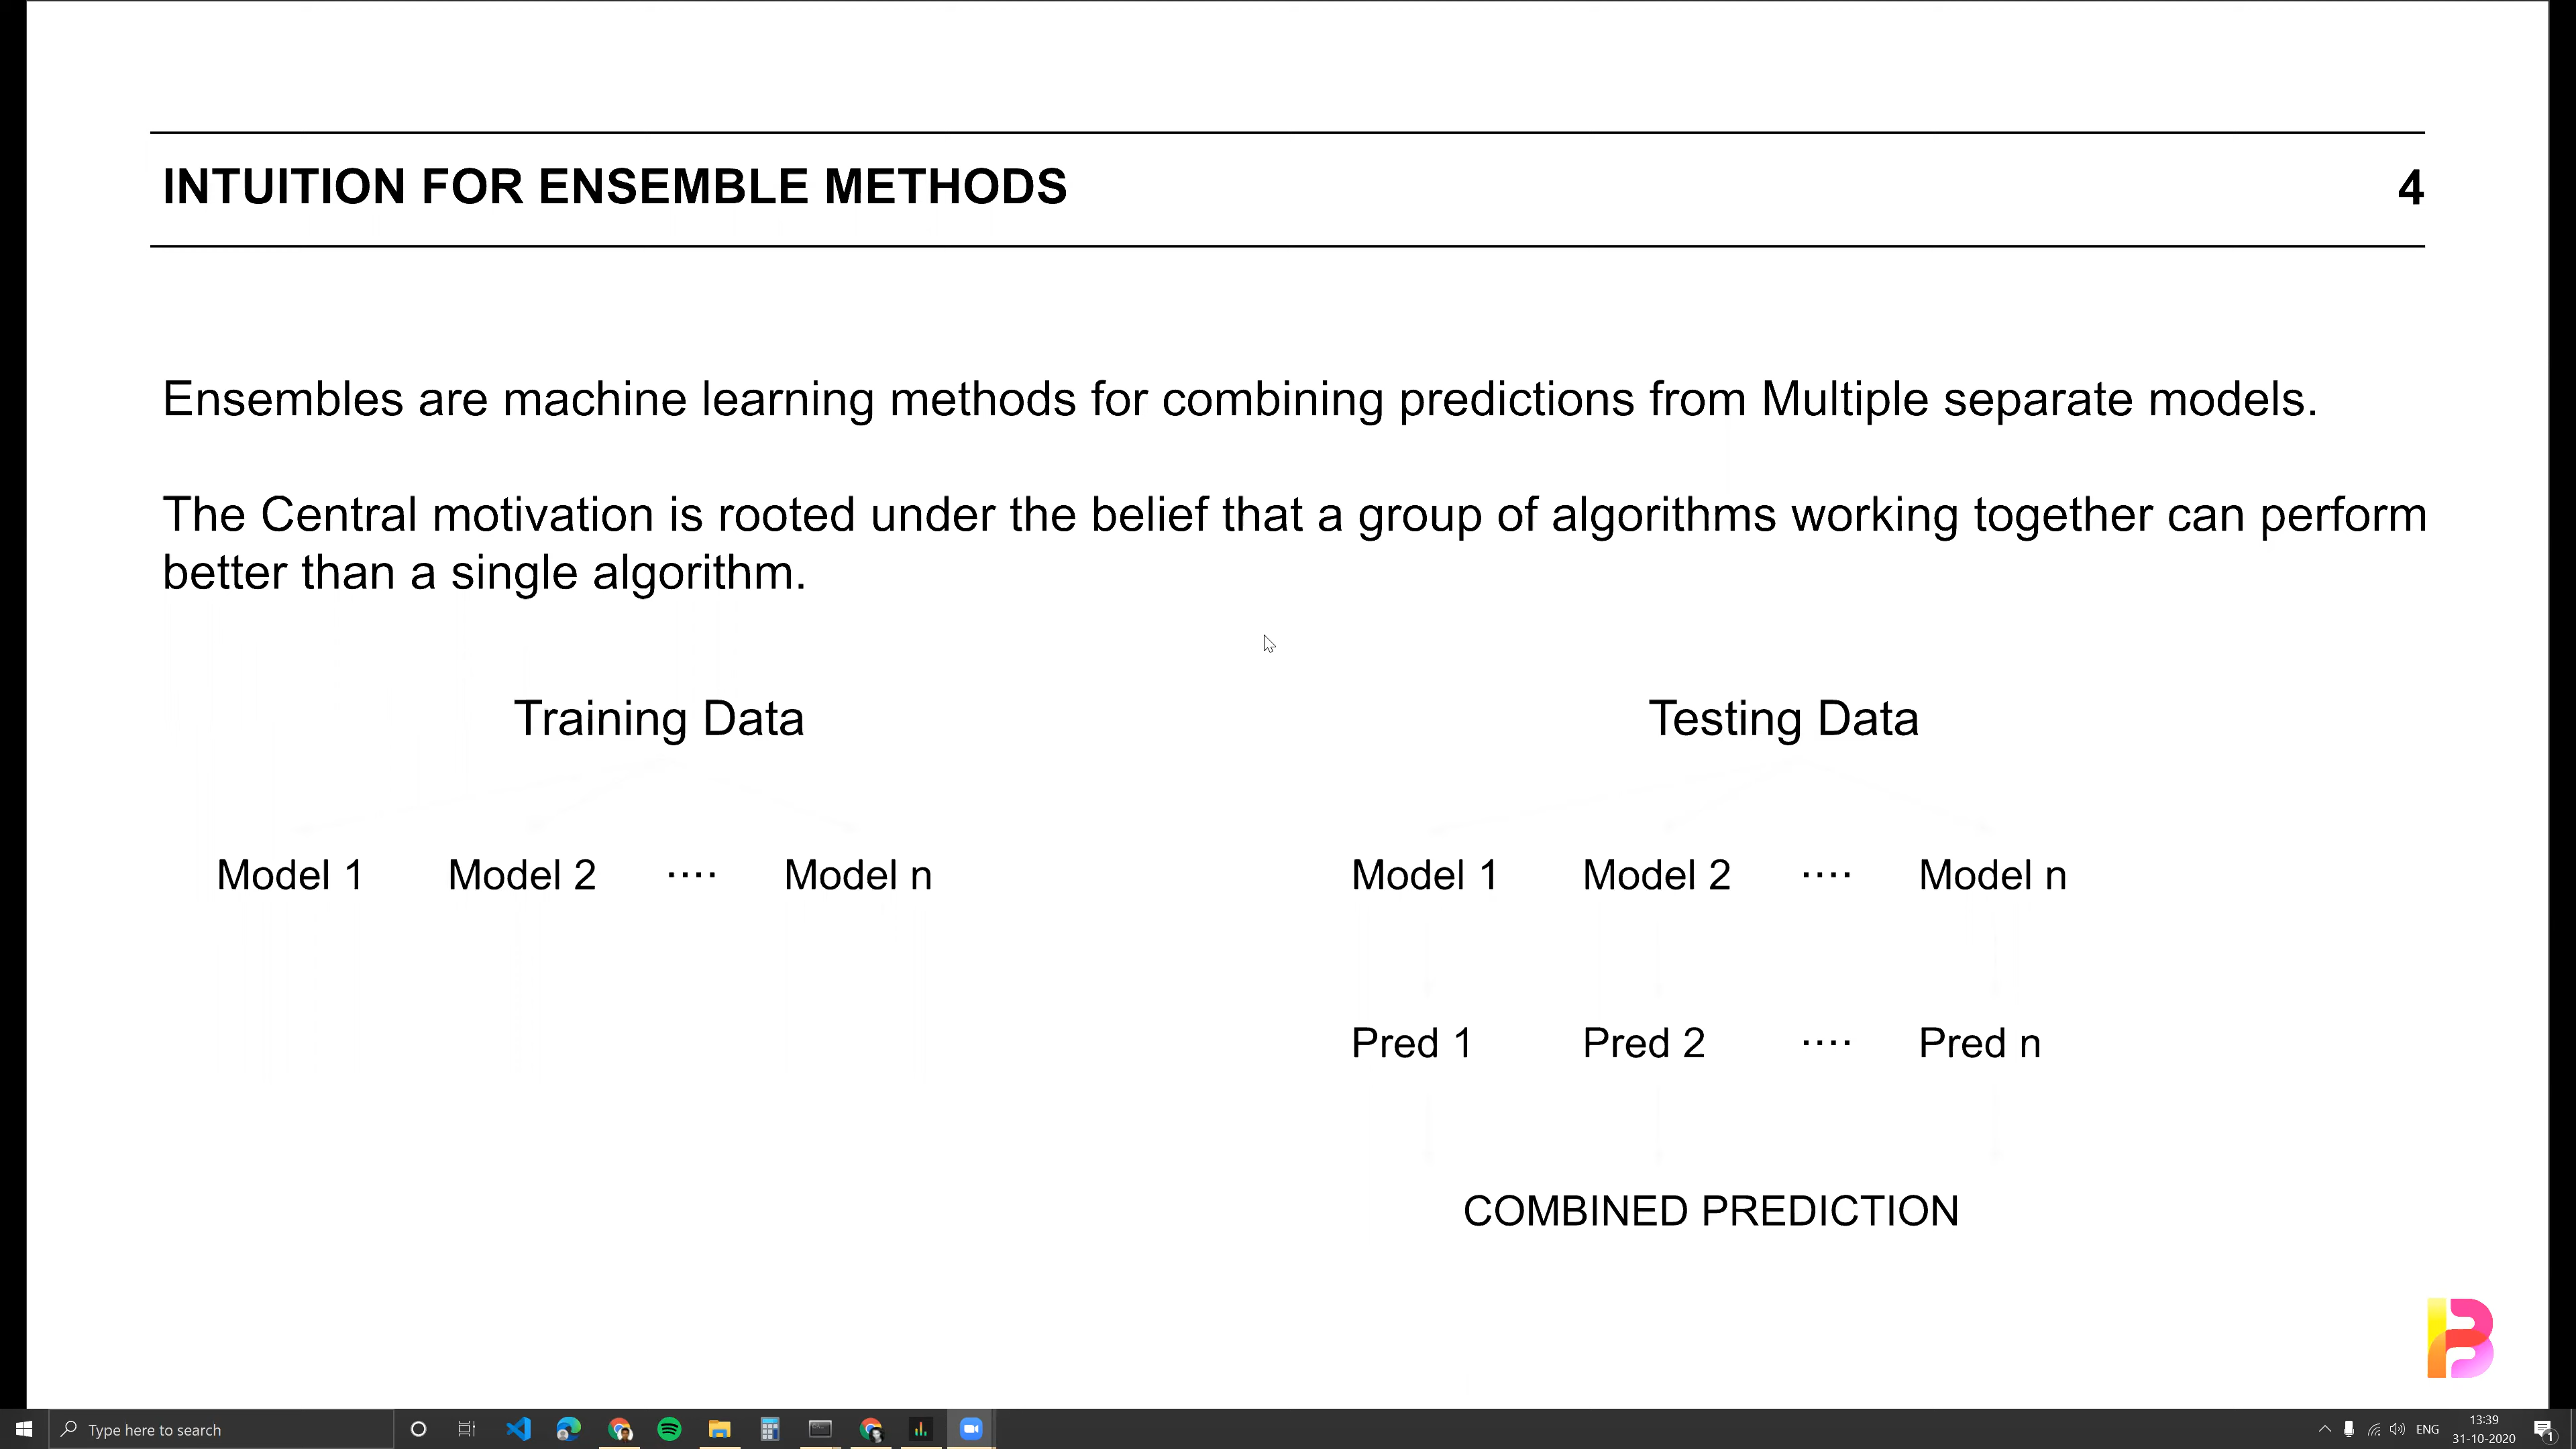 INTUITION FOR ENSEMBLE METHODS
4
Ensembles are machine learning methods for combining predictions from Multiple separate models.
The Central motivation is rooted under the belief that a group of algorithms working together can perform
better than a single algorithm.
Training Data
Testing Data
Model 1 Model 2 .... Model n
Model 1 Model 2 .... Model n
Pred 1 Pred 2 .... Pred n
COMBINED PREDICTION
Type here to search
ENG
13:39
31-10-2020
1